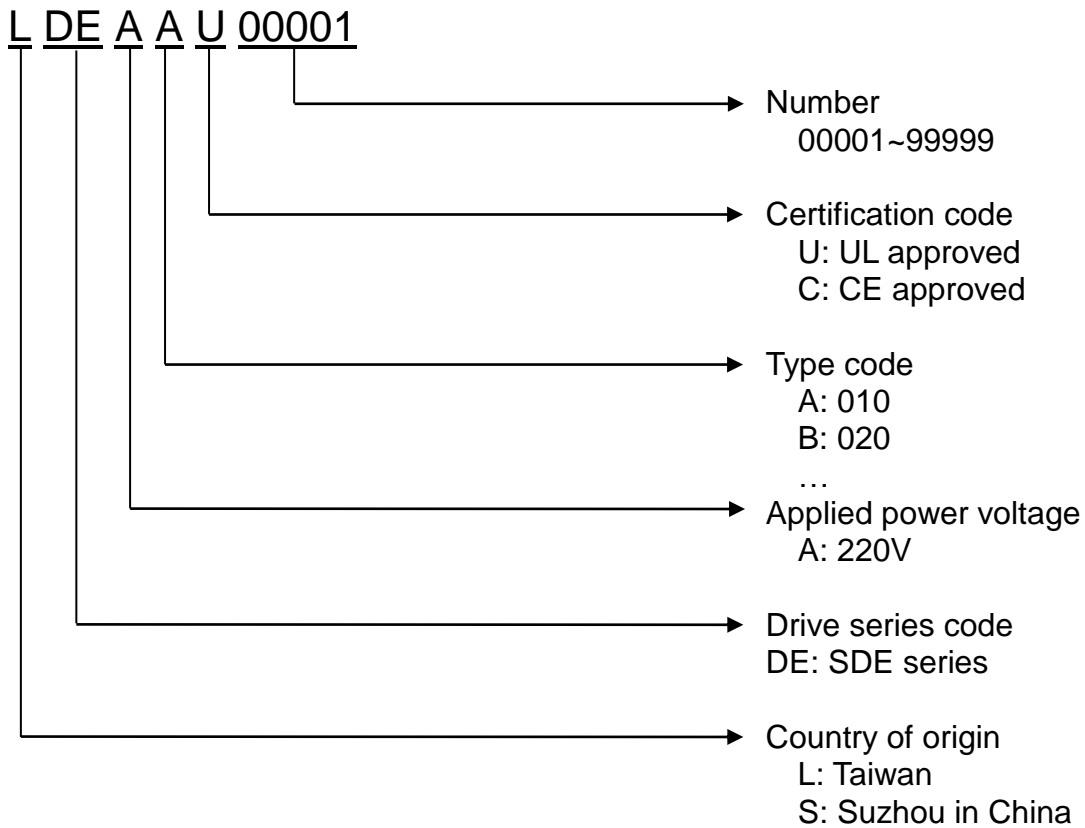 L DE A A U 00001
Number
00001~99999
Certification code
U: UL approved
C: CE approved
Type code
A: 010
B: 020
…
Applied power voltage
A: 220V
Drive series code
DE: SDE series
Country of origin
L: Taiwan
S: Suzhou in China